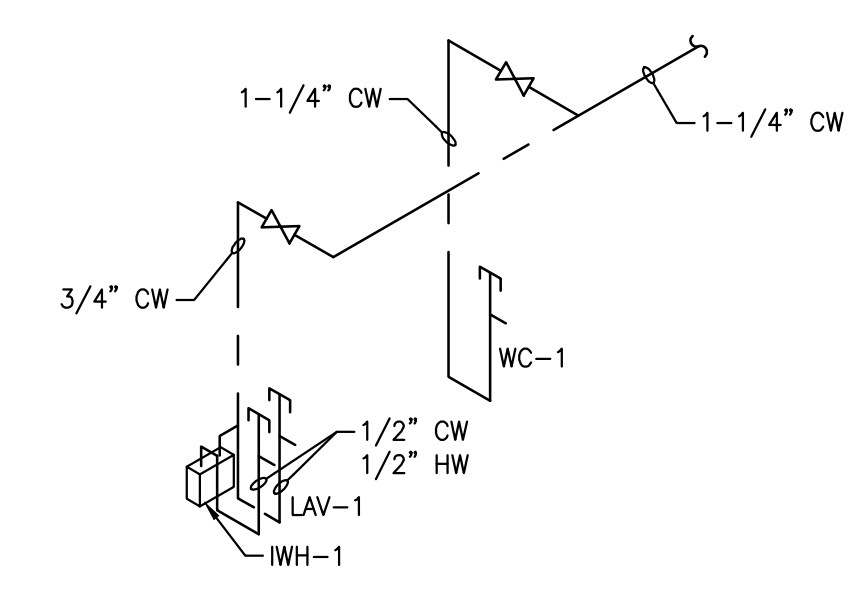 1-1/4" CW
1-1/4" CW
3/4" CW
WC-1
1/2" CW
1/2" HW
LAV-1
IWH-1